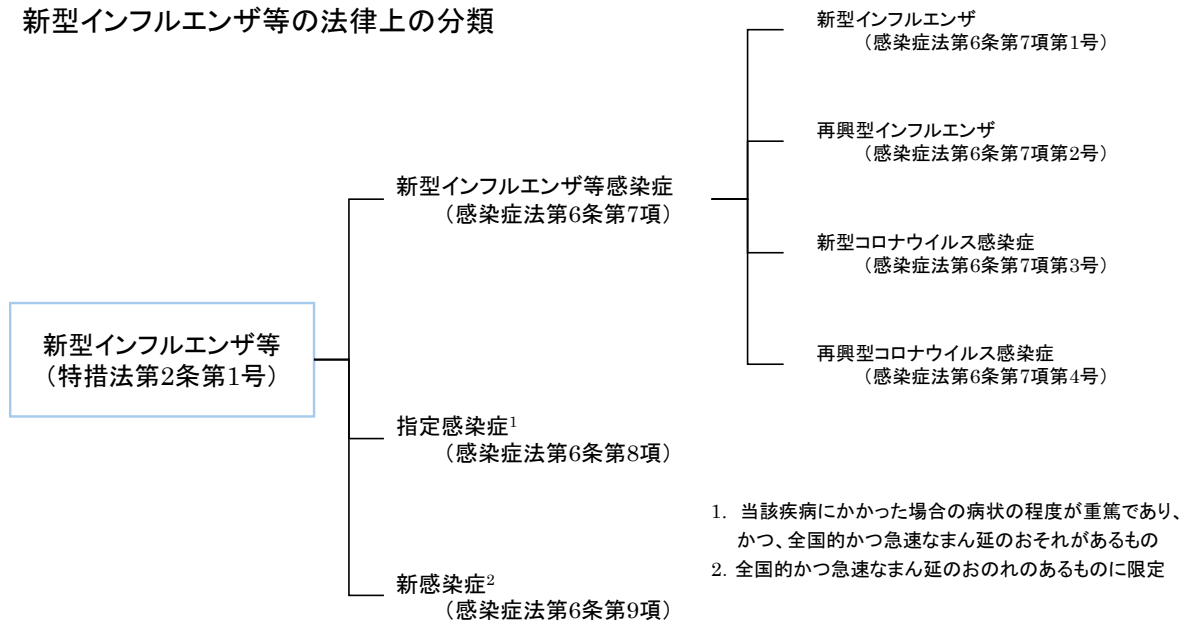 新型インフルエンザ等の法律上の分類
新型インフルエンザ等
（特措法第2条第1号）
新型インフルエンザ等感染症
（感染症法第6条第7項）
新型インフルエンザ
（感染症法第6条第7項第1号）
再興型インフルエンザ
（感染症法第6条第7項第2号）
新型コロナウイルス感染症
（感染症法第6条第7項第3号）
再興型コロナウイルス感染症
（感染症法第6条第7項第4号）
指定感染症1
（感染症法第6条第8項）
新感染症2
（感染症法第6条第9項）
1. 当該疾病にかかった場合の病状の程度が重篤であり、
かつ、全国的かつ急速なまん延のおそれがあるもの
2. 全国的かつ急速なまん延のおのれのあるものに限定